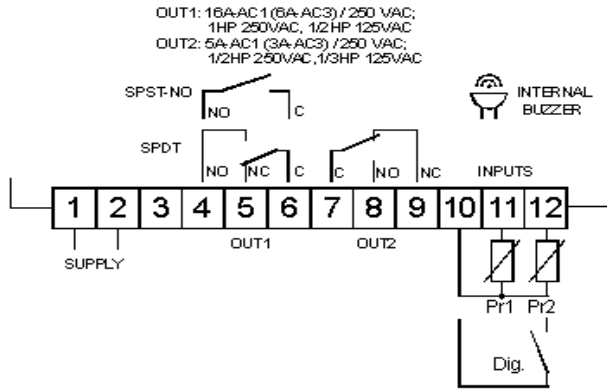 OUT1: 16A-AC1 (6A-AC3) / 250 VAC;
1HP 250VAC, 1/2HP 125VAC
OUT2: 5A-AC1 (3A-AC3) / 250 VAC;
1/2HP 250VAC, 1/3HP 125VAC
SPST-NO
NO C
INTERNAL
BUZZER
SPDT
NO NC C C NO NC INPUTS
1 2 3 4 5 6 7 8 9 10 11 12
SUPPLY OUT1 OUT2
Pr1 Pr2
Dig.